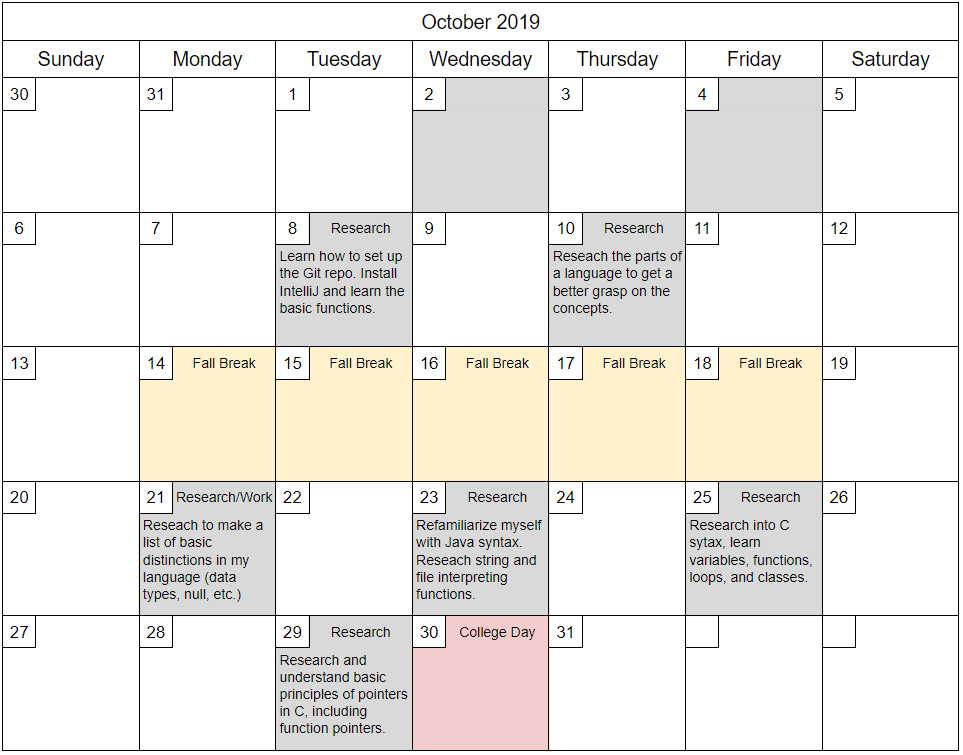 October 2019
Sunday Monday Tuesday Wednesday Thursday Friday Saturday
30 31 1 2 3 4 5
6 7 8 Research 9 10 Research 11 12
Learn how to set up
the Git repo. Install
IntelliJ and learn the
basic functions.
Reseach the parts of
a language to get a
better grasp on the
concepts.
13 14 Fall Break 15 Fall Break 16 Fall Break 17 Fall Break 18 Fall Break 19
20 21 Research/Work 22 23 Research 24 25 Research 26
Reseach to make a
list of basic
distinctions in my
language (data
types, null, etc.)
Refamiliarize myself
with Java syntax.
Reseach string and
file interpreting
functions.
Research into C
sytax, learn
variables, functions,
loops, and classes.
27 28 29 Research 30 College Day 31
Research and
understand basic
principles of pointers
in C, including
function pointers.